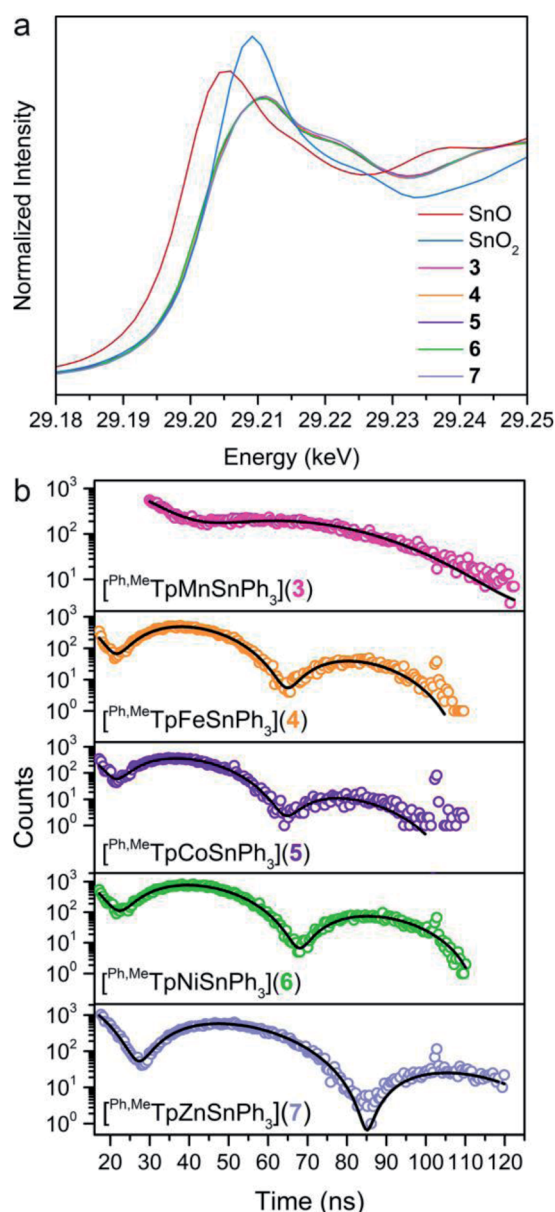 a
Normalized Intensity
SnO
SnO₂
3
4
5
6
7
29.18 29.19 29.20 29.21 29.22 29.23 29.24 29.25
Energy (keV)
b
Counts
10³
10²
10¹
[ᴾʰ,ᴹᵉTpMnSnPh₃](3)
10³
10²
10¹
10⁰
[ᴾʰ,ᴹᵉTpFeSnPh₃](4)
10³
10²
10¹
10⁰
[ᴾʰ,ᴹᵉTpCoSnPh₃](5)
10³
10²
10¹
10⁰
[ᴾʰ,ᴹᵉTpNiSnPh₃](6)
10³
10²
10¹
10⁰
[ᴾʰ,ᴹᵉTpZnSnPh₃](7)
20 30 40 50 60 70 80 90 100 110 120
Time (ns)